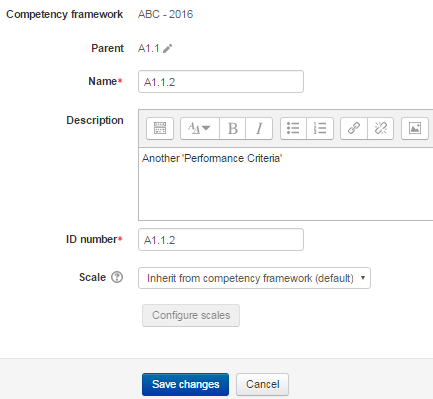 Competency framework ABC - 2016
Parent A1.1
Name* A1.1.2
Description
B I
Another 'Performance Criteria'
ID number* A1.1.2
Scale ? Inherit from competency framework (default)
Configure scales
Save changes Cancel